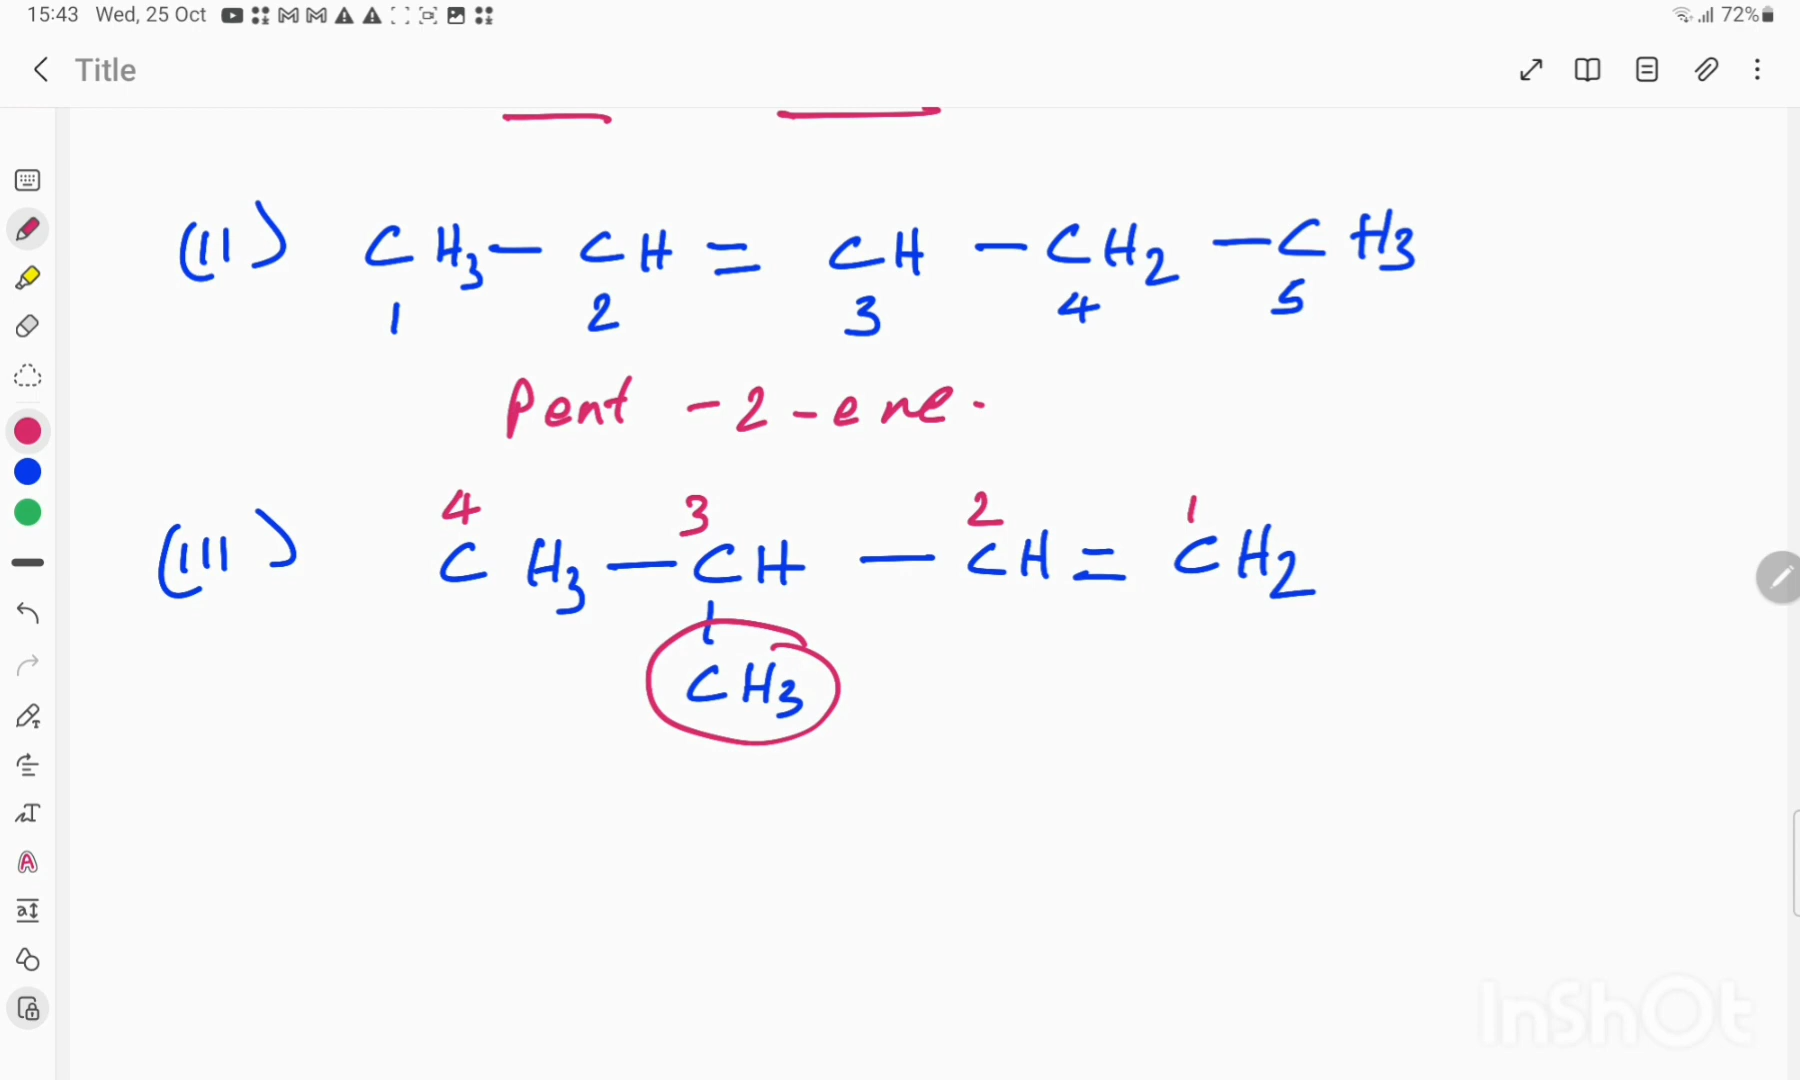 15:43 Wed, 25 Oct 72%
Title
(II) CH3 — CH = CH — CH2 — CH3
1 2 3 4 5
Pent - 2 - ene.
4 3 2 1
(III) CH3 — CH — CH = CH2
CH3
InShOt